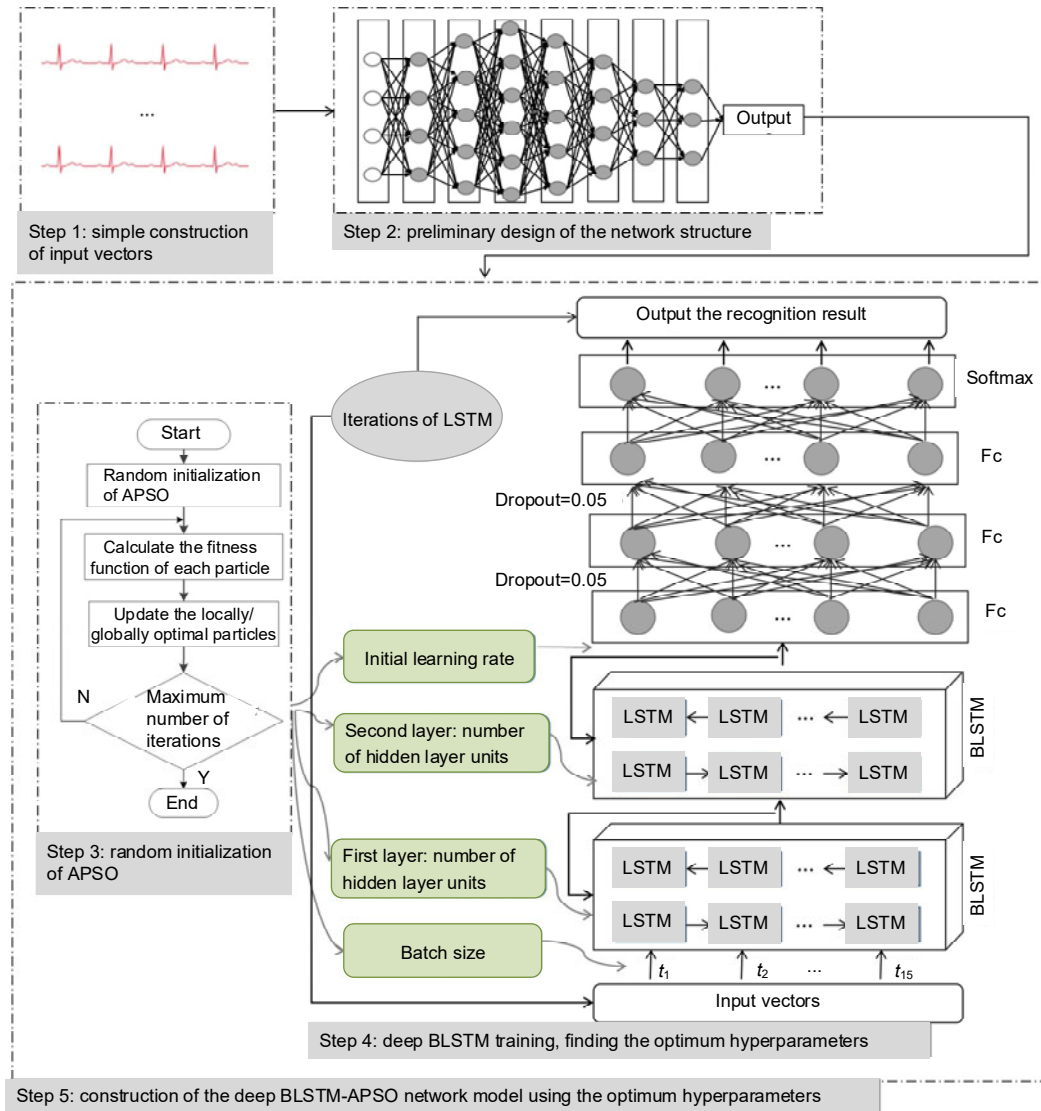 ...
Output
Step 1: simple construction
of input vectors
Step 2: preliminary design of the network structure
Output the recognition result
Softmax
...
Iterations of LSTM
Fc
...
Dropout=0.05
Fc
...
Dropout=0.05
Fc
...
Start
Random initialization
of APSO
Calculate the fitness
function of each particle
Update the locally/
globally optimal particles
N
Maximum
number of
iterations
Y
End
Step 3: random initialization
of APSO
Initial learning rate
Second layer: number
of hidden layer units
First layer: number of
hidden layer units
Batch size
LSTM LSTM ... LSTM
LSTM LSTM ... LSTM
BLSTM
LSTM LSTM ... LSTM
LSTM LSTM ... LSTM
BLSTM
t1 t2 ... t15
Input vectors
Step 4: deep BLSTM training, finding the optimum hyperparameters
Step 5: construction of the deep BLSTM-APSO network model using the optimum hyperparameters